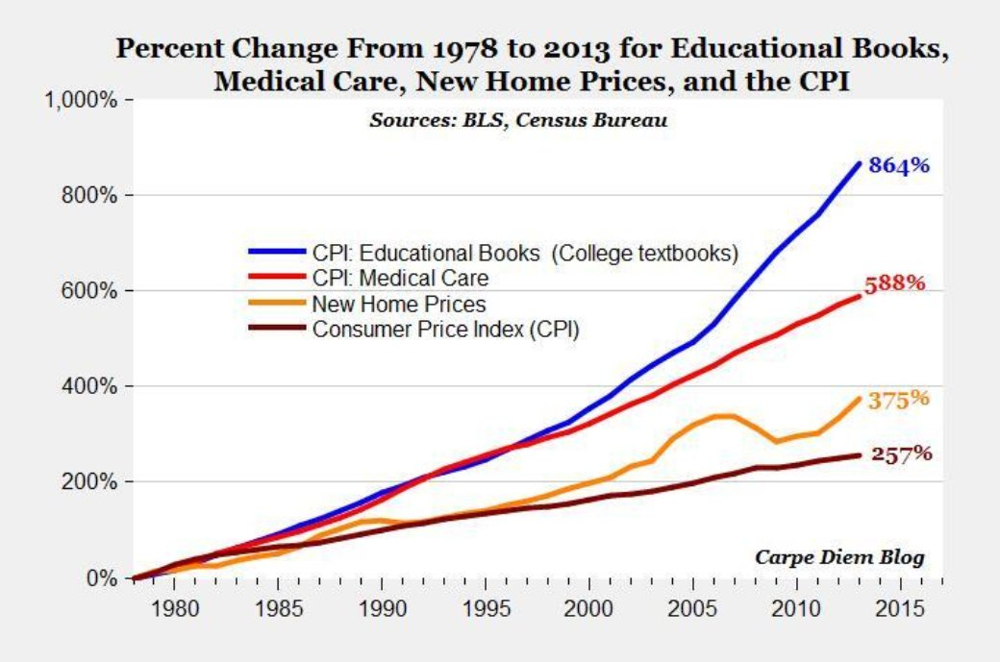 Percent Change From 1978 to 2013 for Educational Books,
Medical Care, New Home Prices, and the CPI
Sources: BLS, Census Bureau
1,000%
800%
600%
400%
200%
0%
864%
588%
375%
257%
CPI: Educational Books (College textbooks)
CPI: Medical Care
New Home Prices
Consumer Price Index (CPI)
Carpe Diem Blog
1980 1985 1990 1995 2000 2005 2010 2015